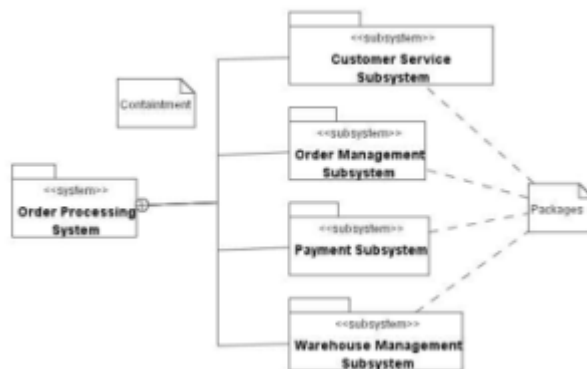 <<subsystem>>
Customer Service
Subsystem
Containtment
<<subsystem>>
Order Management
Subsystem
<<system>>
Order Processing
System
Packages
<<subsystem>>
Payment Subsystem
<<subsystem>>
Warehouse Management
Subsystem